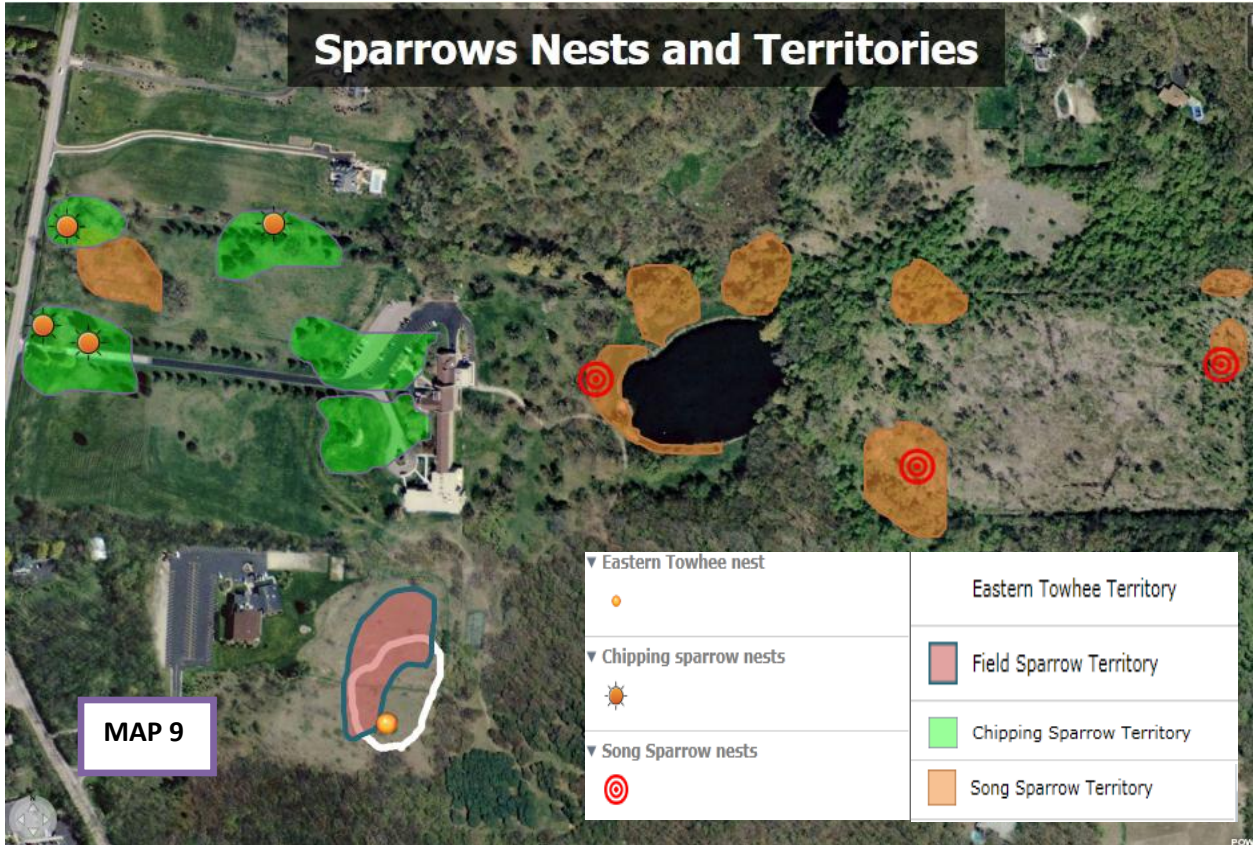 Sparrows Nests and Territories
MAP 9
Eastern Towhee nest
Chipping sparrow nests
Song Sparrow nests
Eastern Towhee Territory
Field Sparrow Territory
Chipping Sparrow Territory
Song Sparrow Territory
POW